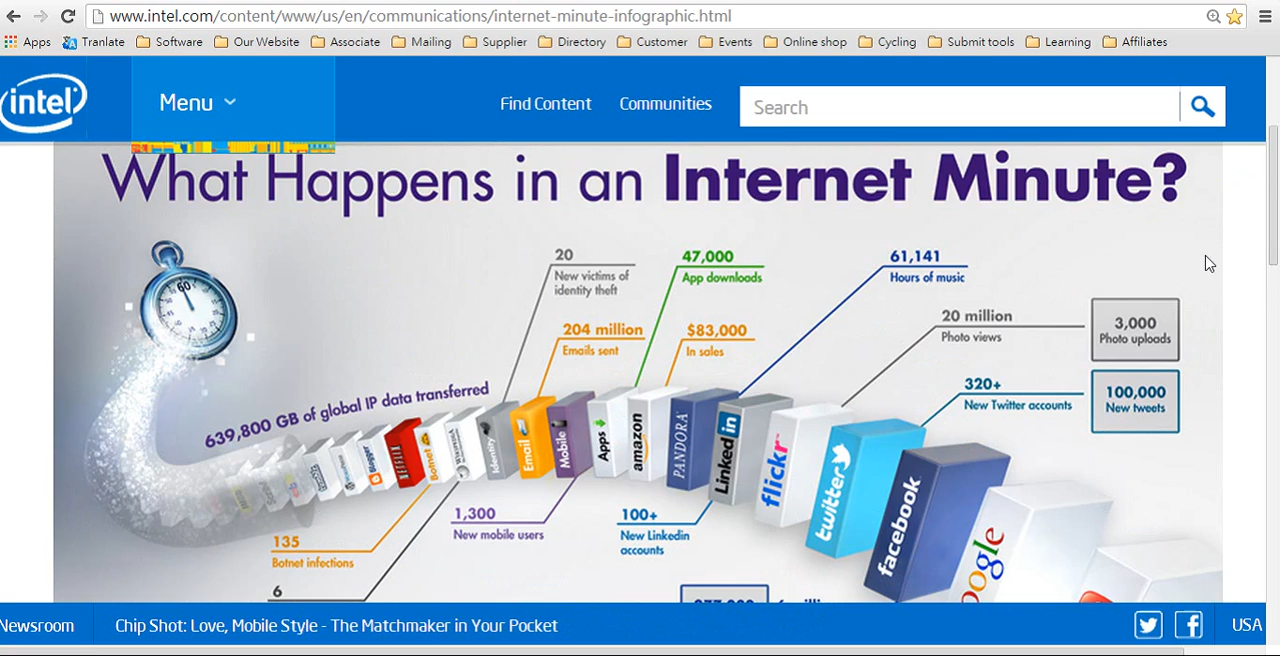 www.intel.com/content/www/us/en/communications/internet-minute-infographic.html
Apps Tranlate Software Our Website Associate Mailing Supplier Directory Customer Events Online shop Cycling Submit tools Learning Affiliates
intel
Menu
Find Content
Communities
Search
What Happens in an Internet Minute?
60
20
New victims of
identity theft
47,000
App downloads
61,141
Hours of music
204 million
Emails sent
$83,000
In sales
20 million
Photo views
3,000
Photo uploads
320+
New Twitter accounts
100,000
New tweets
639,800 GB of global IP data transferred
Blogger
NETFLIX
Botnet
WIKIPEDIA
Identity
Email
Mobile
Apps
amazon
PANDORA
Linked in
flickr
twitter
facebook
oogle
1,300
New mobile users
100+
New Linkedin
accounts
135
Botnet infections
6
Newsroom
Chip Shot: Love, Mobile Style - The Matchmaker in Your Pocket
USA